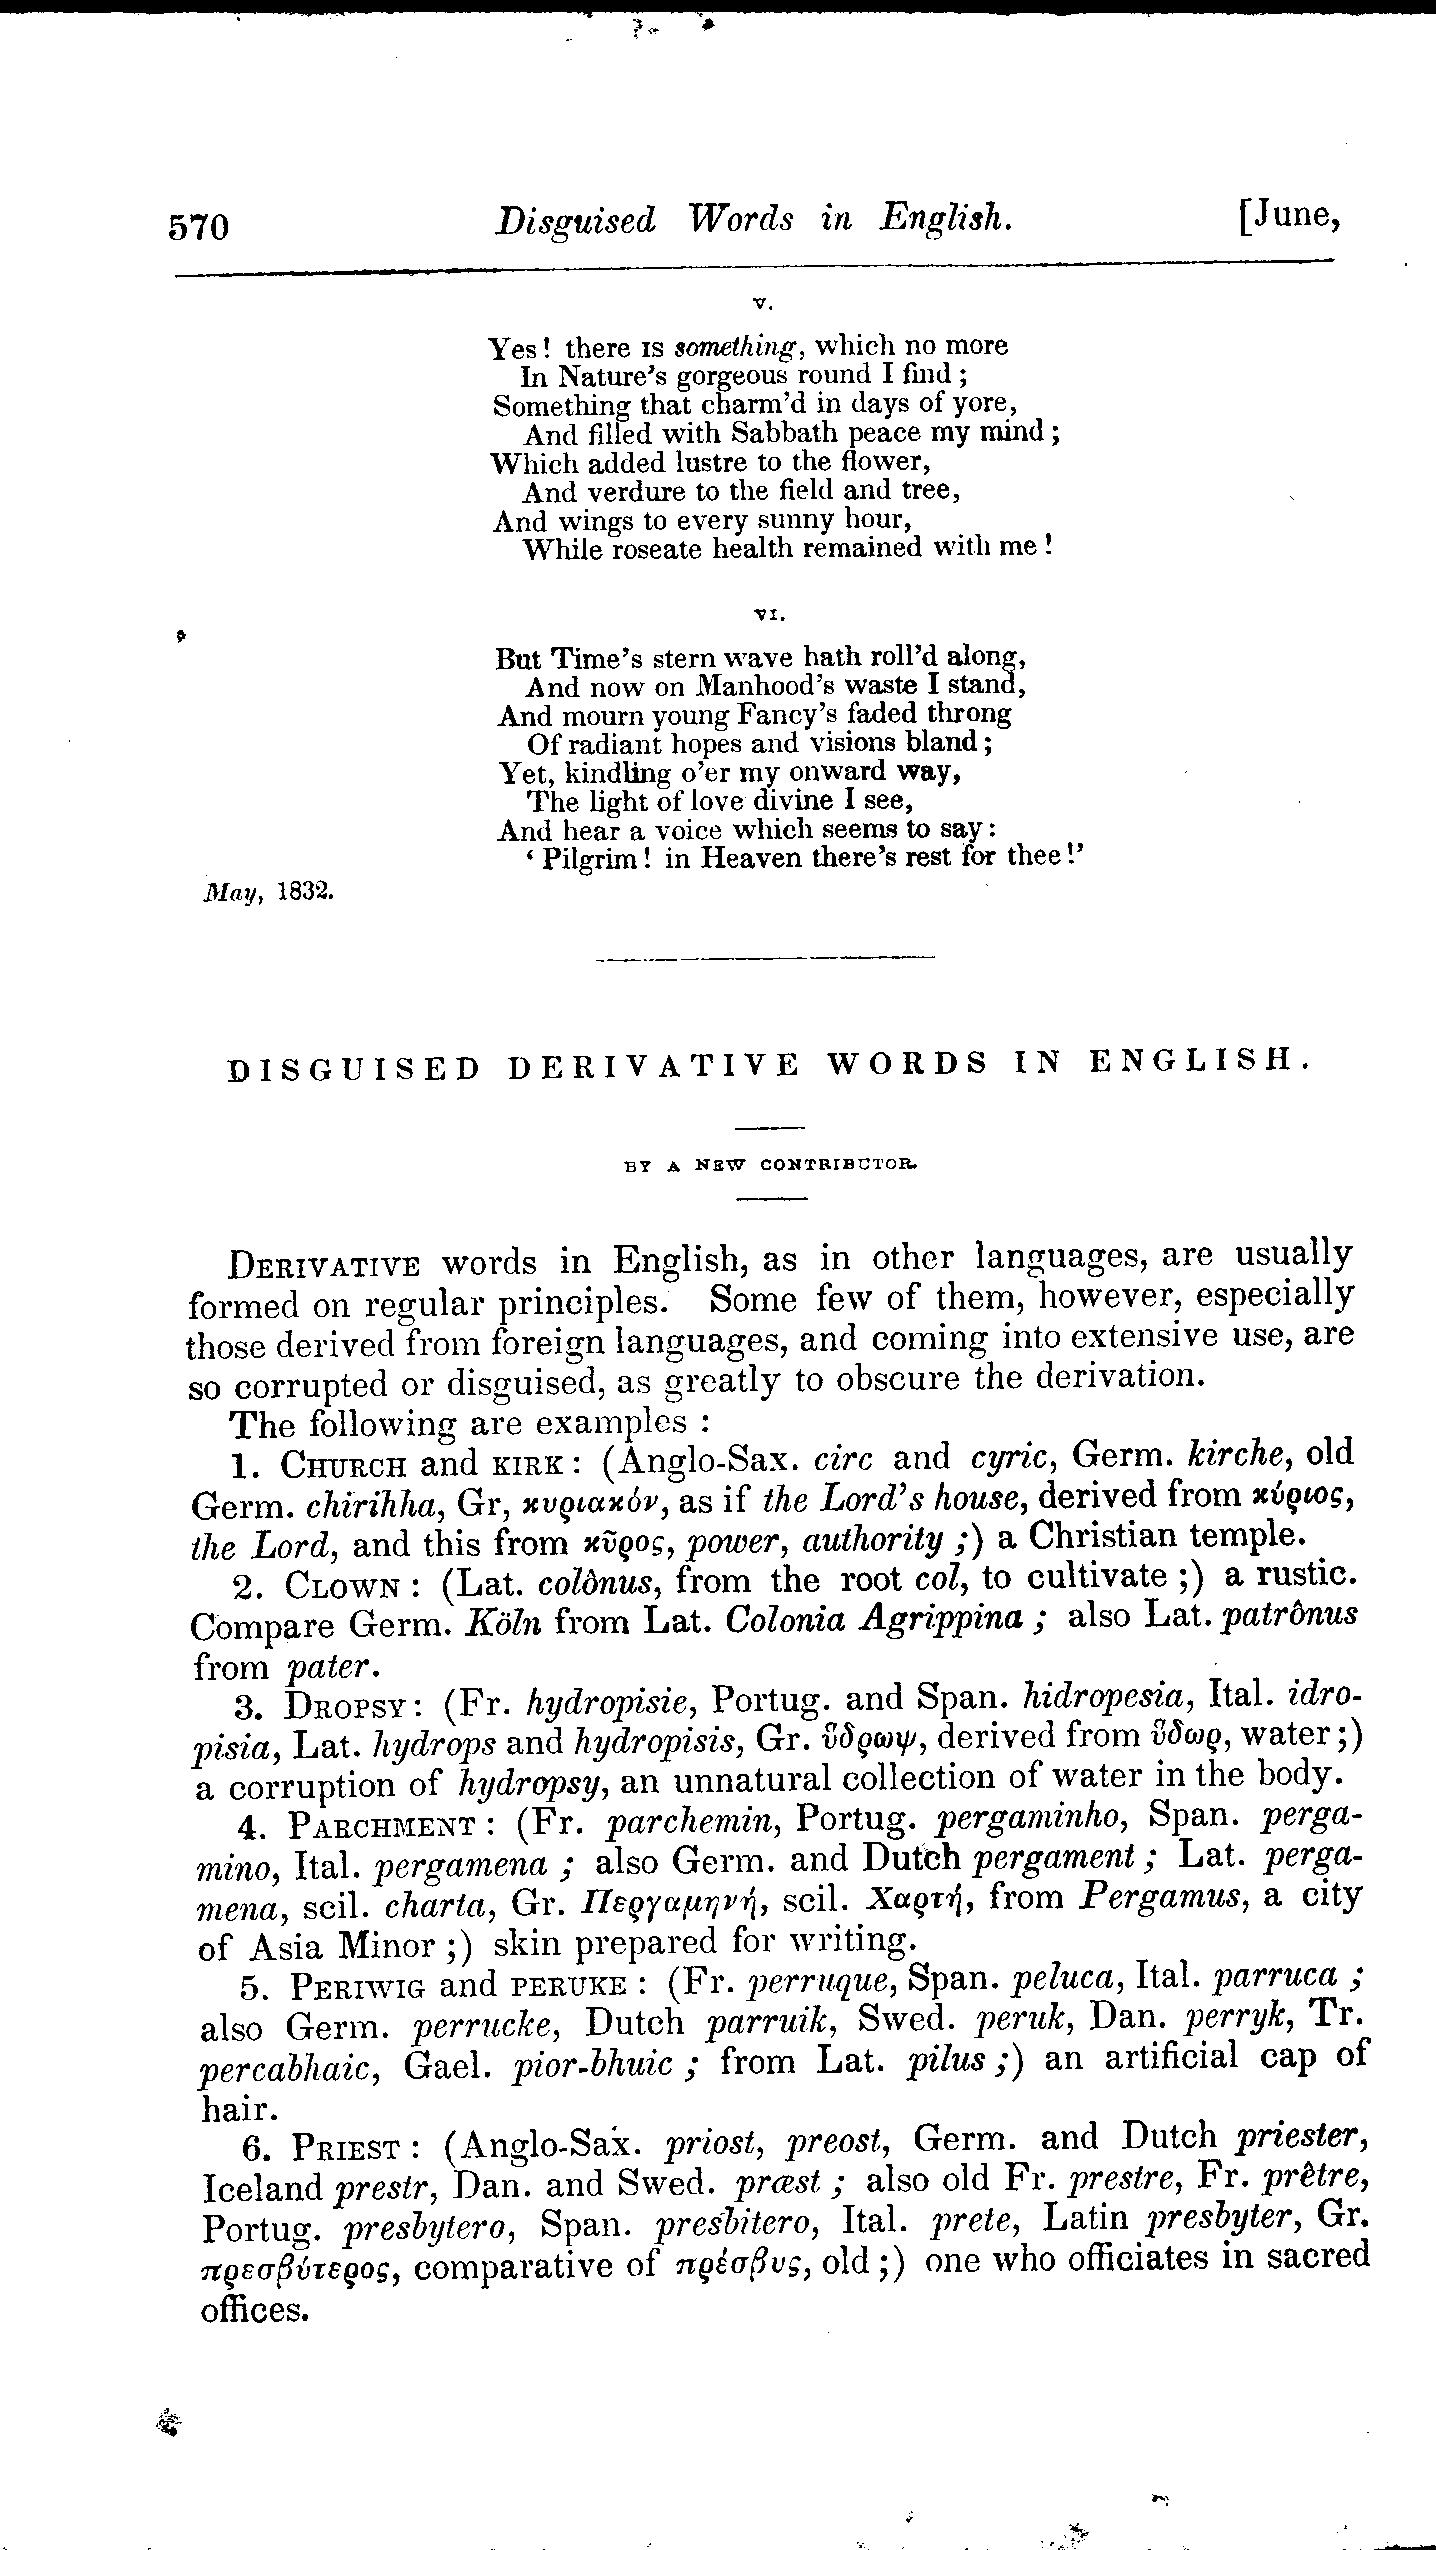 570 Disguised Words in English. [June,
V.
Yes! there IS something, which no more
In Nature's gorgeous round I find;
Something that charm'd in days of yore,
And filled with Sabbath peace my mind;
Which added lustre to the flower,
And verdure to the field and tree,
And wings to every sunny hour,
While roseate health remained with me!
VI.
But Time's stern wave hath roll'd along,
And now on Manhood's waste I stand,
And mourn young Fancy's faded throng
Of radiant hopes and visions bland;
Yet, kindling o'er my onward way,
The light of love divine I see,
And hear a voice which seems to say:
'Pilgrim! in Heaven there's rest for thee!'
May, 1832.
DISGUISED DERIVATIVE WORDS IN ENGLISH.
BY A NEW CONTRIBUTOR.
DERIVATIVE words in English, as in other languages, are usually
formed on regular principles. Some few of them, however, especially
those derived from foreign languages, and coming into extensive use, are
so corrupted or disguised, as greatly to obscure the derivation.
The following are examples:
1. CHURCH and KIRK: (Anglo-Sax. circ and cyric, Germ. kirche, old
Germ. chirihha, Gr, κυριακόν, as if the Lord's house, derived from κύριος,
the Lord, and this from κῦρος, power, authority;) a Christian temple.
2. CLOWN: (Lat. colônus, from the root col, to cultivate;) a rustic.
Compare Germ. Köln from Lat. Colonia Agrippina; also Lat. patrônus
from pater.
3. DROPSY: (Fr. hydropisie, Portug. and Span. hidropesia, Ital. idro-
pisia, Lat. hydrops and hydropisis, Gr. ὕδρωψ, derived from ὕδωρ, water;)
a corruption of hydropsy, an unnatural collection of water in the body.
4. PARCHMENT: (Fr. parchemin, Portug. pergaminho, Span. perga-
mino, Ital. pergamena; also Germ. and Dutch pergament; Lat. perga-
mena, scil. charta, Gr. Περγαμηνή, scil. Χαρτή, from Pergamus, a city
of Asia Minor;) skin prepared for writing.
5. PERIWIG and PERUKE: (Fr. perruque, Span. peluca, Ital. parruca;
also Germ. perrucke, Dutch parruik, Swed. peruk, Dan. perryk, Tr.
percabhaic, Gael. pior-bhuic; from Lat. pilus;) an artificial cap of
hair.
6. PRIEST: (Anglo-Sax. priost, preost, Germ. and Dutch priester,
Iceland prestr, Dan. and Swed. præst; also old Fr. prestre, Fr. prêtre,
Portug. presbytero, Span. presbitero, Ital. prete, Latin presbyter, Gr.
πρεσβύτερος, comparative of πρέσβυς, old;) one who officiates in sacred
offices.